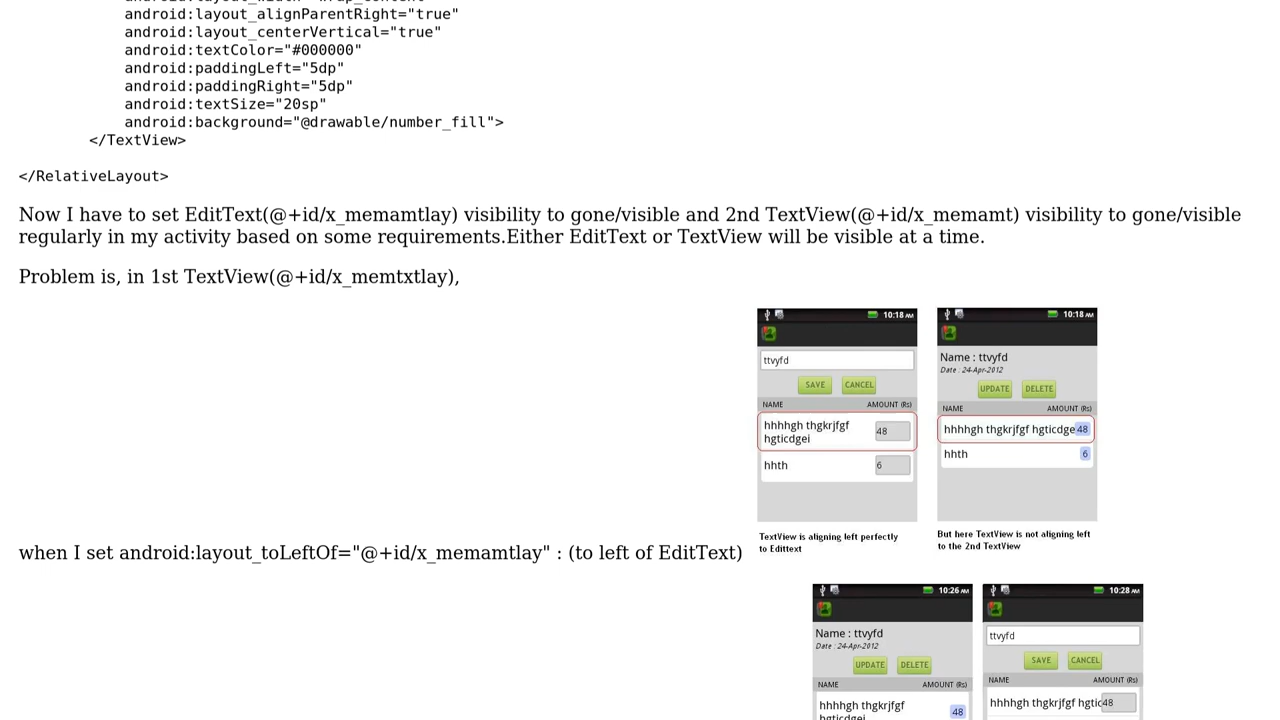 android:layout_alignParentRight="true"
android:layout_centerVertical="true"
android:textColor="#000000"
android:paddingLeft="5dp"
android:paddingRight="5dp"
android:textSize="20sp"
android:background="@drawable/number_fill">
</TextView>
</RelativeLayout>
Now I have to set EditText(@+id/x_memamtlay) visibility to gone/visible and 2nd TextView(@+id/x_memamt) visibility to gone/visible
regularly in my activity based on some requirements.Either EditText or TextView will be visible at a time.
Problem is, in 1st TextView(@+id/x_memtxtlay),
10:18 AM
ttvyfd
SAVE CANCEL
NAME AMOUNT (Rs)
hhhhgh thgkrjfgf
hgticdgei
48
hhth 6
TextView is aligning left perfectly
to Edittext
10:18 AM
Name : ttvyfd
Date : 24-Apr-2012
UPDATE DELETE
NAME AMOUNT (Rs)
hhhhgh thgkrjfgf hgticdge 48
hhth 6
But here TextView is not aligning left
to the 2nd TextView
when I set android:layout_toLeftOf="@+id/x_memamtlay" : (to left of EditText)
10:26 AM
Name : ttvyfd
Date : 24-Apr-2012
UPDATE DELETE
NAME AMOUNT (Rs)
hhhhgh thgkrjfgf
48
10:28 AM
ttvyfd
SAVE CANCEL
NAME AMOUNT (Rs)
hhhhgh thgkrjfgf hgtic 48